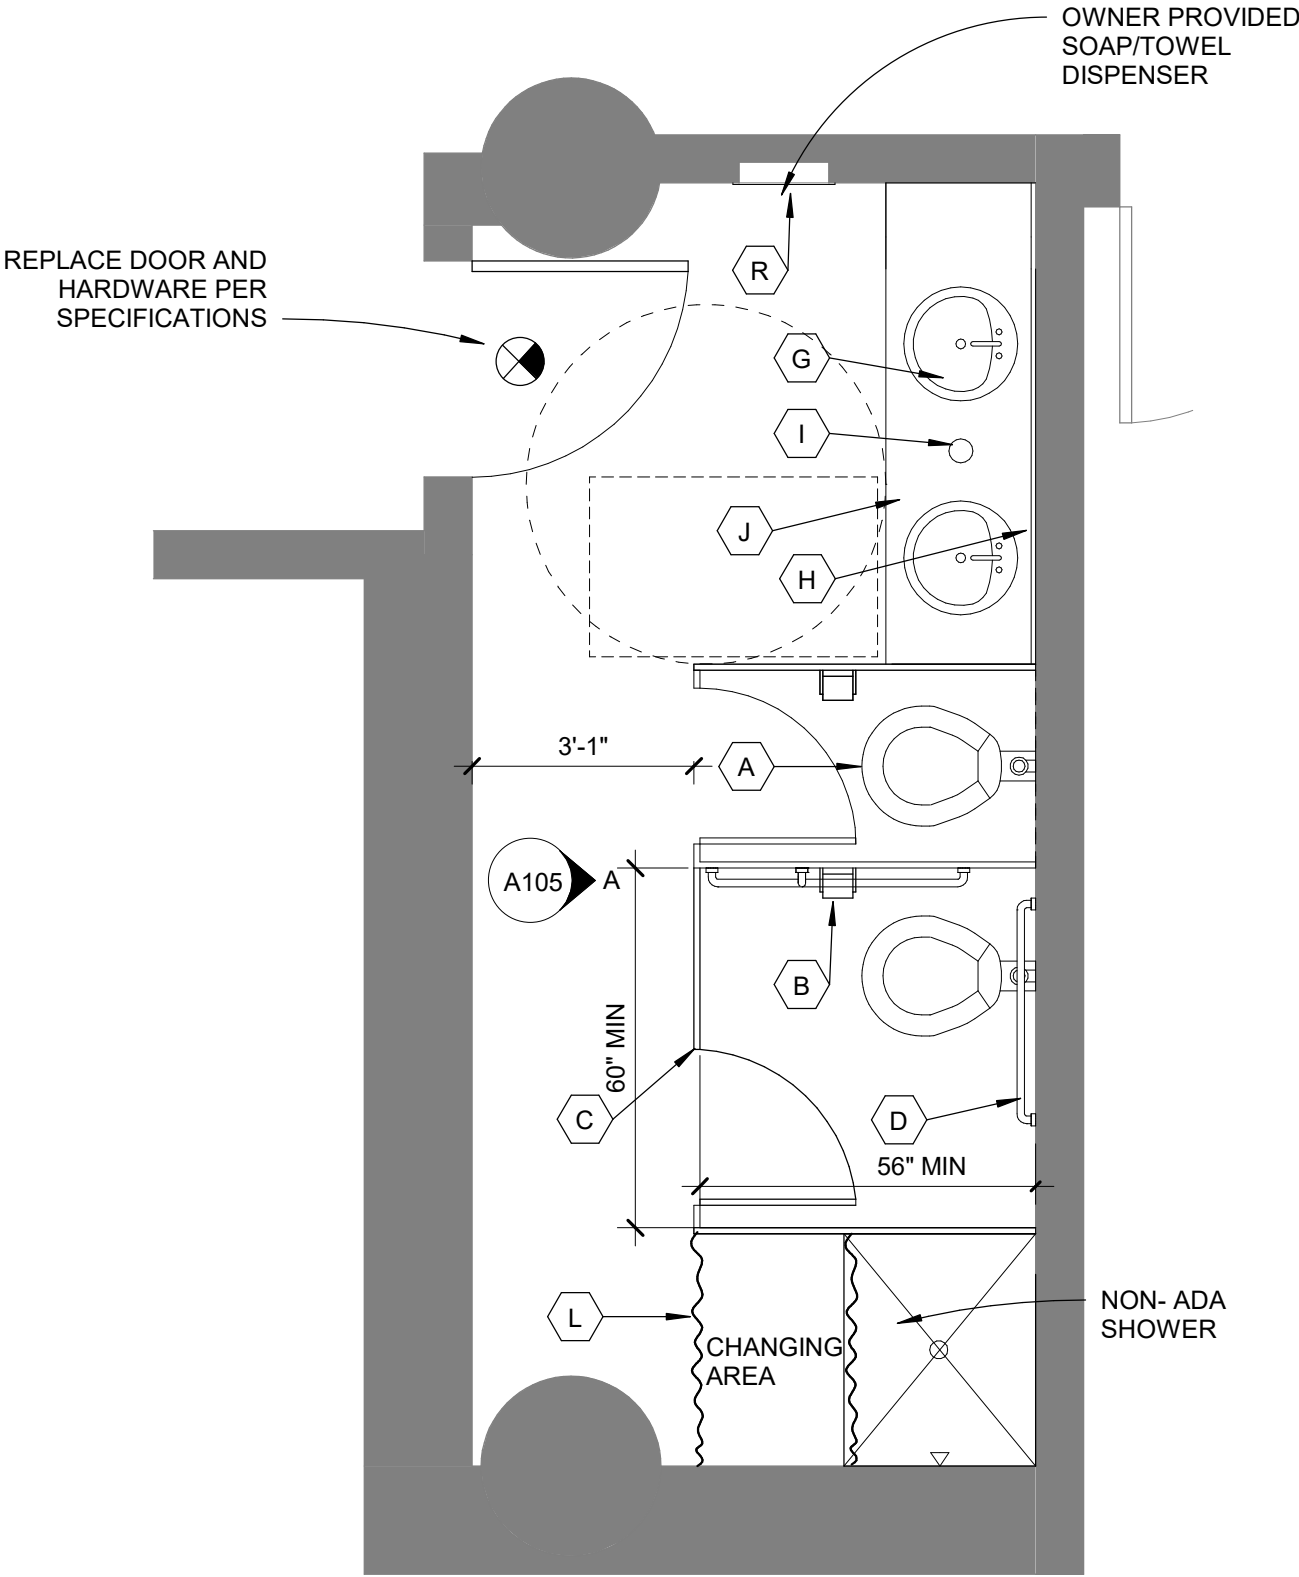 OWNER PROVIDED
SOAP/TOWEL
DISPENSER
REPLACE DOOR AND
HARDWARE PER
SPECIFICATIONS
R
G
I
J
H
3'-1"
A
A105
A
B
60" MIN
C
D
56" MIN
L
CHANGING
AREA
NON- ADA
SHOWER